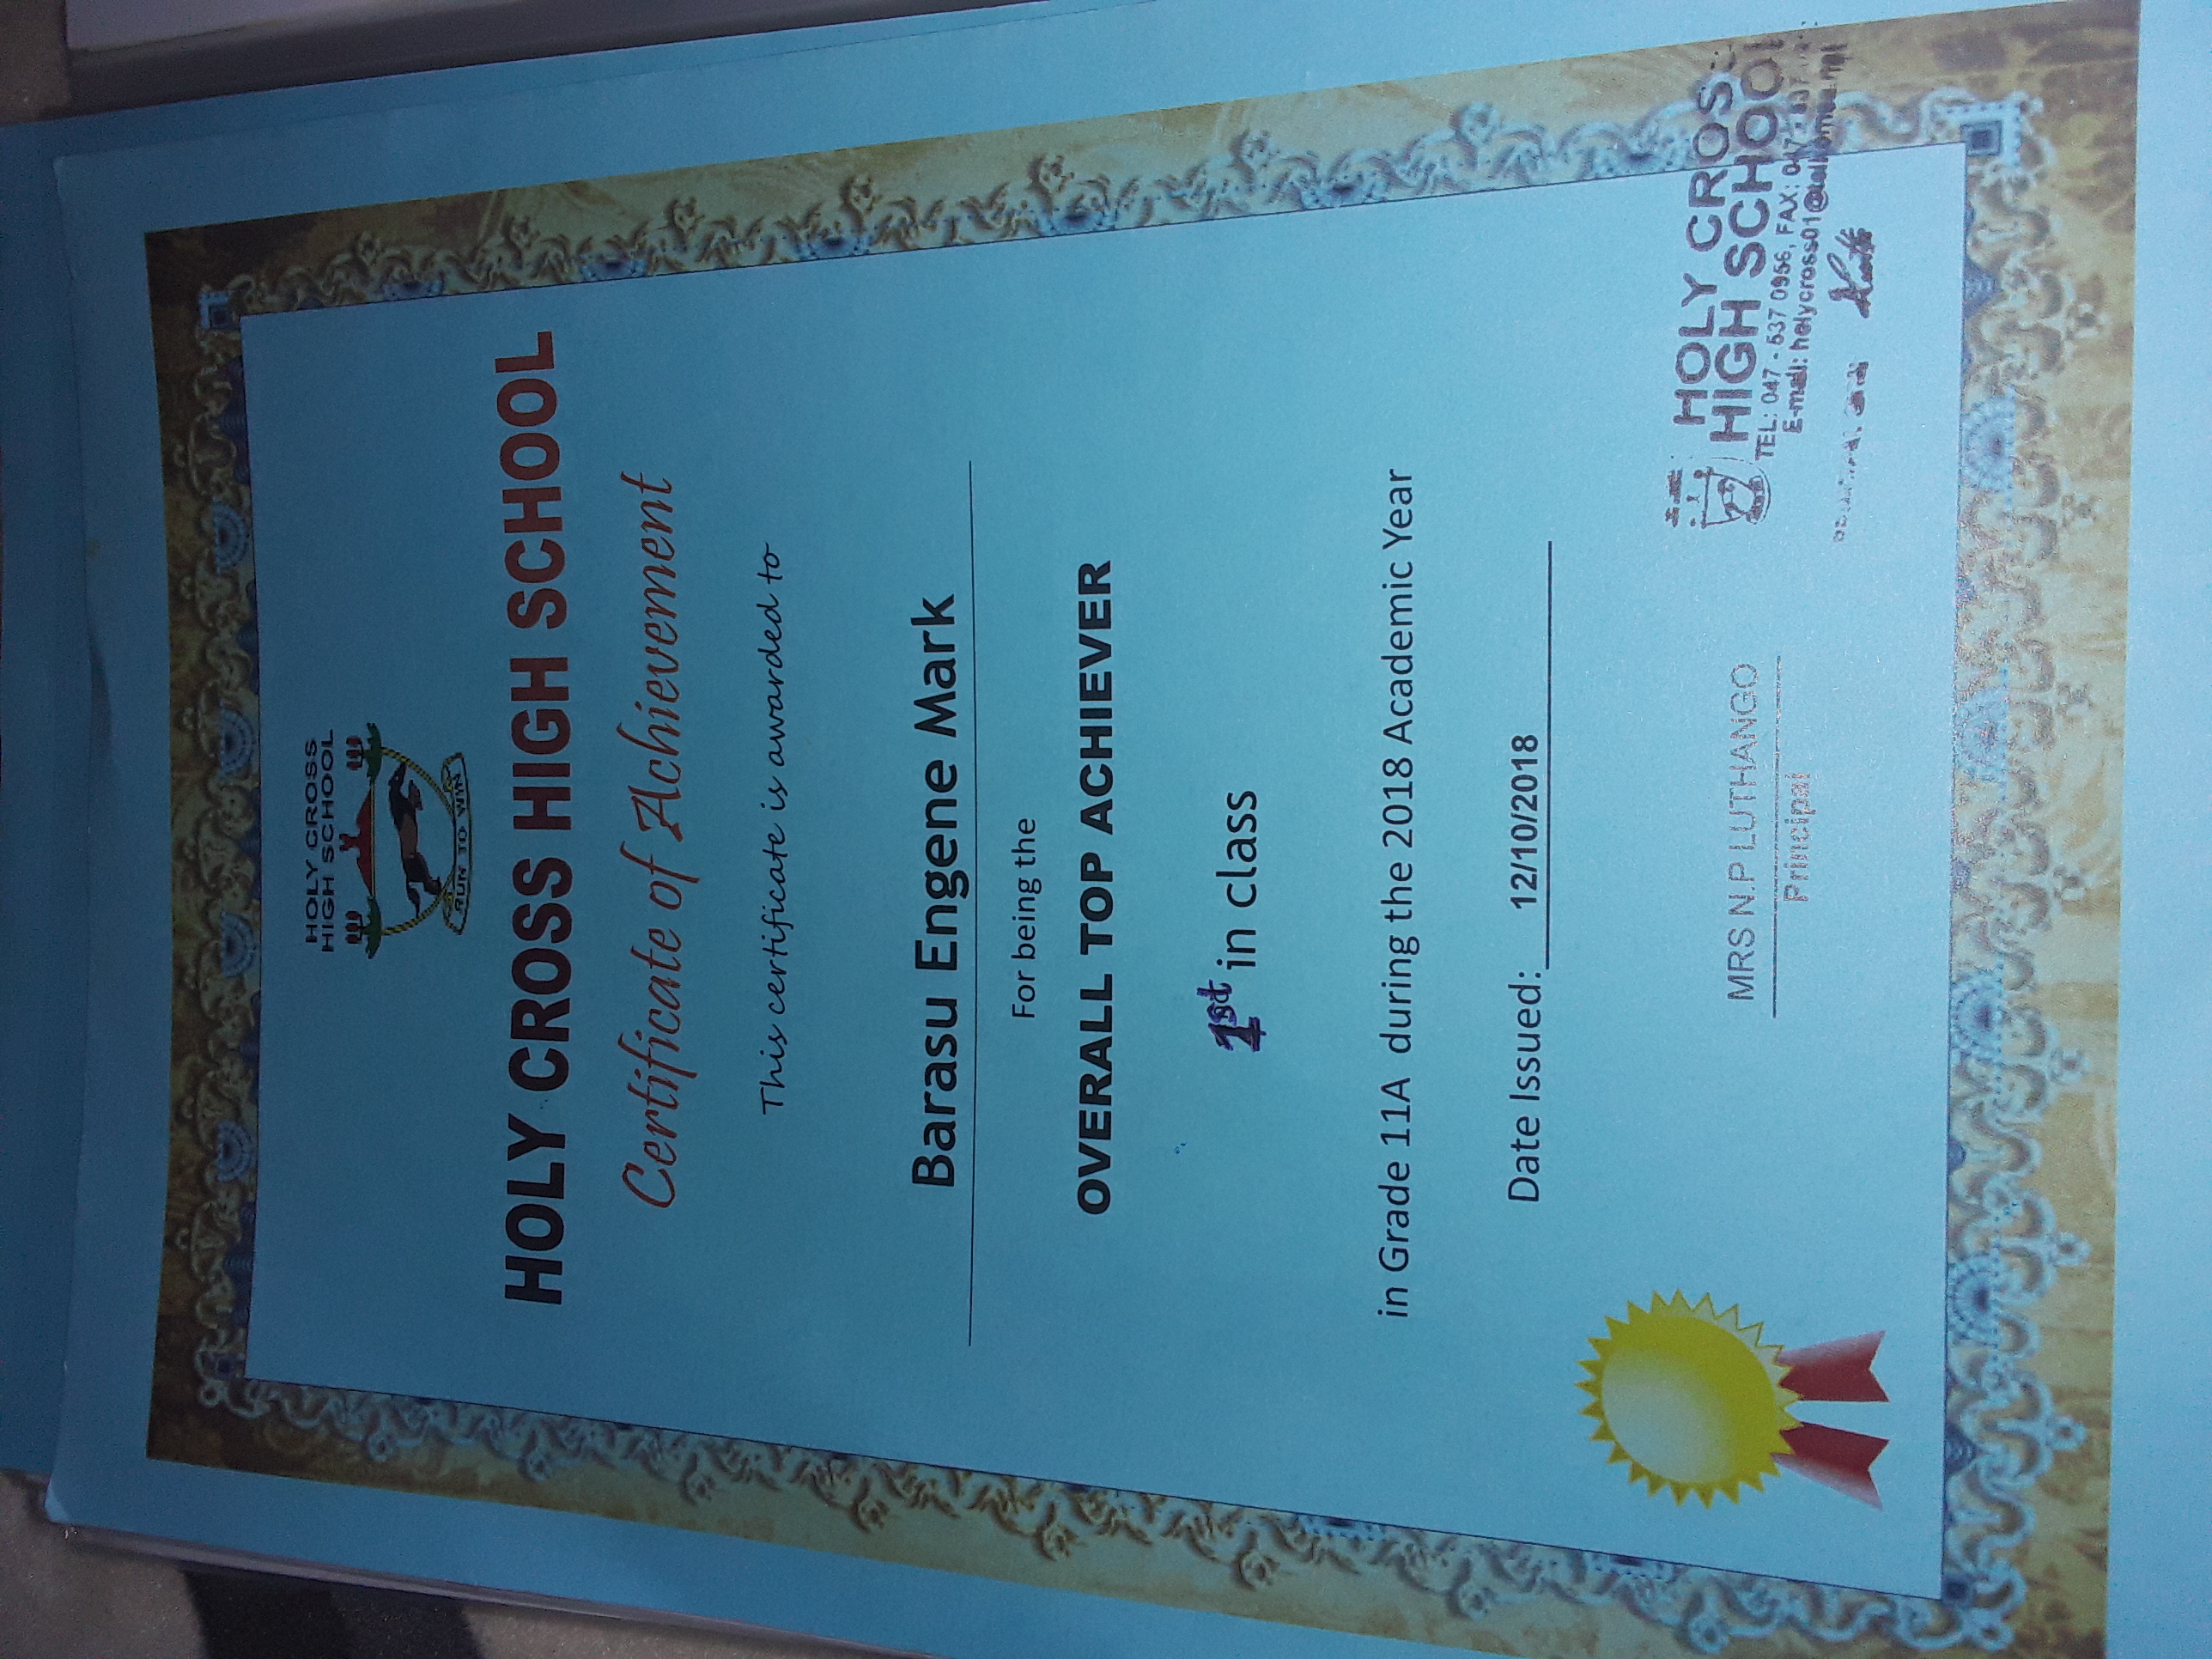 HOLY CROSS
HIGH SCHOOL
RUN TO WIN
HOLY CROSS HIGH SCHOOL
Certificate of Achievement
This certificate is awarded to
Barasu Engene Mark
For being the
OVERALL TOP ACHIEVER
1st in class
in Grade 11A during the 2018 Academic Year
Date Issued: 12/10/2018
MRS N.P LUTHANGO
Principal
HOLY CROSS
HIGH SCHOOL
TEL: 047 - 537 0956, FAX:
E-mail: